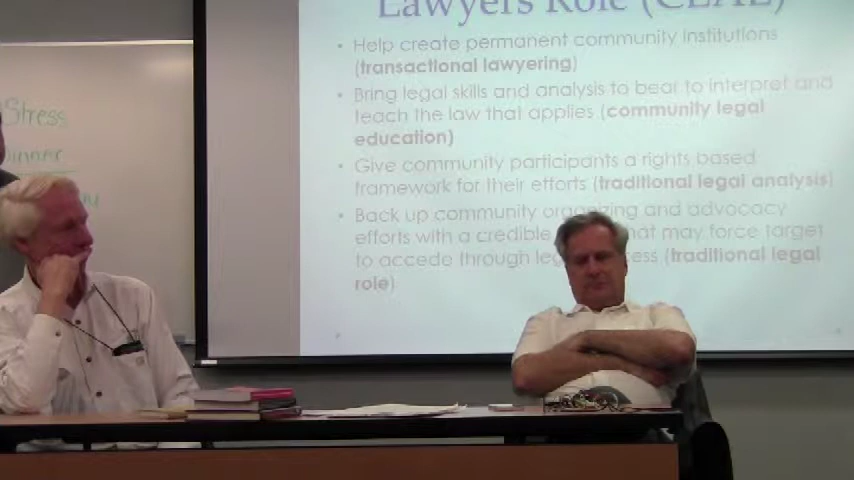 Lawyers Role (CLAL)
• Help create permanent community institutions
(transactional lawyering)
• Bring legal skills and analysis to bear to interpret and
teach the law that applies (community legal
education)
• Give community participants a rights based
framework for their efforts (traditional legal analysis)
• Back up community organizing and advocacy
efforts with a credible that may force target
to accede through (traditional legal
role)
Stress
Dinner